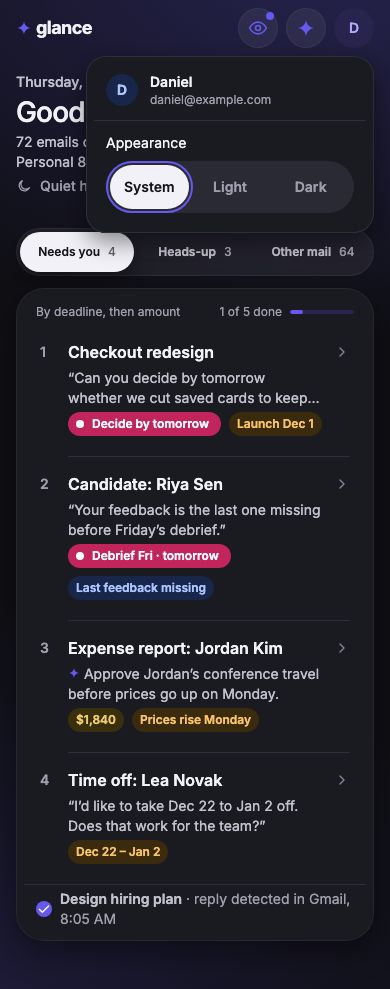 glance
D
D
Daniel
daniel@example.com
Appearance
System
Light
Dark
Thursday,
Good
72 emails
Personal 8
Quiet h
Needs you 4
Heads-up 3
Other mail 64
By deadline, then amount
1 of 5 done
1
Checkout redesign
“Can you decide by tomorrow
whether we cut saved cards to keep...
Decide by tomorrow
Launch Dec 1
2
Candidate: Riya Sen
“Your feedback is the last one missing
before Friday’s debrief.”
Debrief Fri · tomorrow
Last feedback missing
3
Expense report: Jordan Kim
Approve Jordan’s conference travel
before prices go up on Monday.
$1,840
Prices rise Monday
4
Time off: Lea Novak
“I’d like to take Dec 22 to Jan 2 off.
Does that work for the team?”
Dec 22 – Jan 2
Design hiring plan · reply detected in Gmail,
8:05 AM